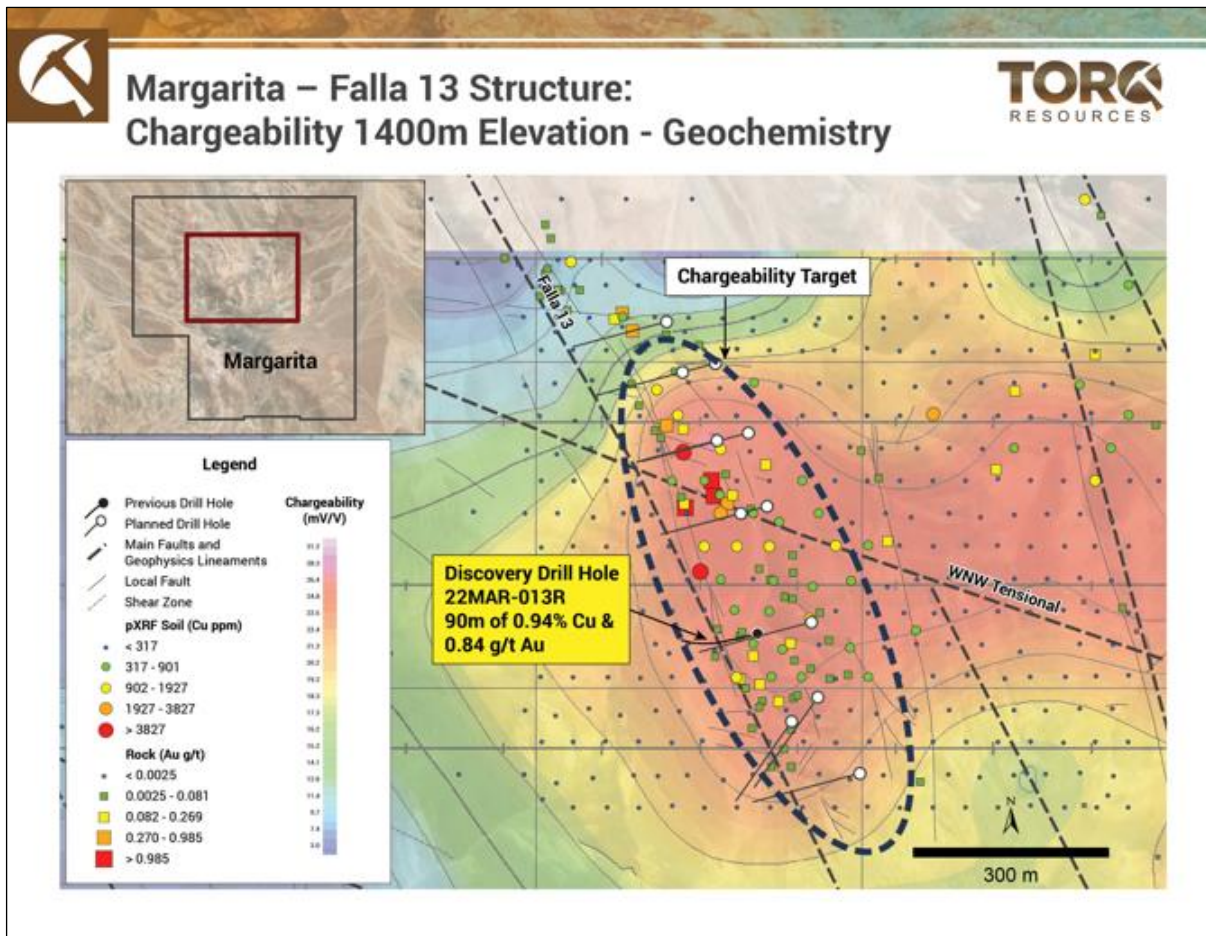 TORQ
RESOURCES
Margarita – Falla 13 Structure:
Chargeability 1400m Elevation - Geochemistry
Margarita
Falla 13
Chargeability Target
Discovery Drill Hole
22MAR-013R
90m of 0.94% Cu &
0.84 g/t Au
WNW Tensional
N
300 m
Legend
Previous Drill Hole
Planned Drill Hole
Main Faults and
Geophysics Lineaments
Local Fault
Shear Zone
pXRF Soil (Cu ppm)
< 317
317 - 901
902 - 1927
1927 - 3827
> 3827
Rock (Au g/t)
< 0.0025
0.0025 - 0.081
0.082 - 0.269
0.270 - 0.985
> 0.985
Chargeability
(mV/V)